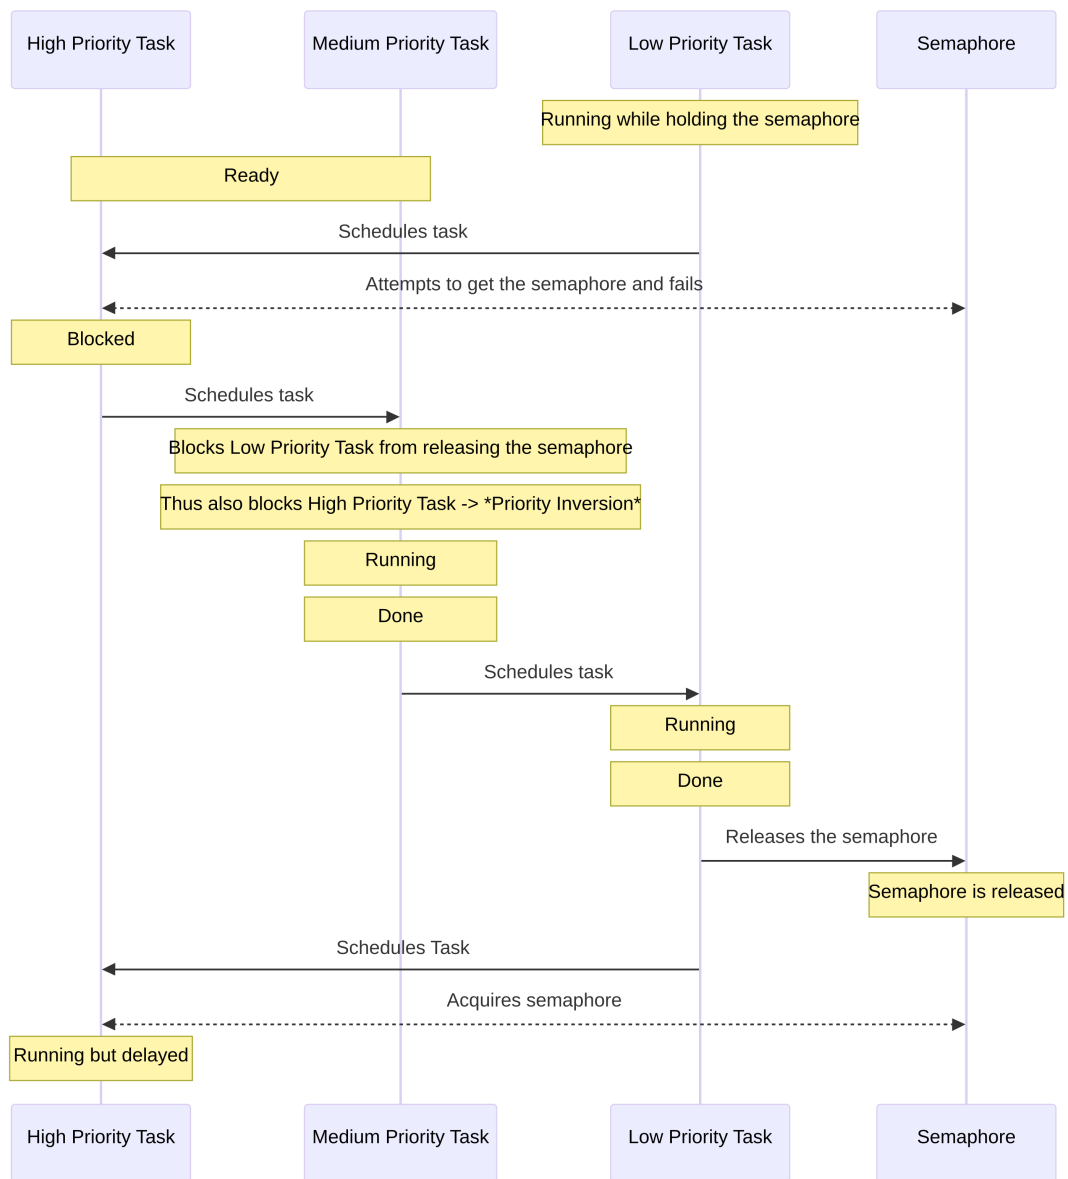 High Priority Task
Medium Priority Task
Low Priority Task
Semaphore
Running while holding the semaphore
Ready
Schedules task
Attempts to get the semaphore and fails
Blocked
Schedules task
Blocks Low Priority Task from releasing the semaphore
Thus also blocks High Priority Task -> *Priority Inversion*
Running
Done
Schedules task
Running
Done
Releases the semaphore
Semaphore is released
Schedules Task
Acquires semaphore
Running but delayed
High Priority Task
Medium Priority Task
Low Priority Task
Semaphore